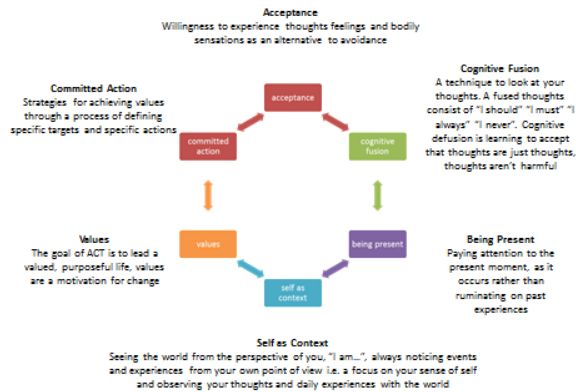 Acceptance
Willingness to experience thoughts feelings and bodily
sensations as an alternative to avoidance
Committed Action
Strategies for achieving values
through a process of defining
specific targets and specific actions
Cognitive Fusion
A technique to look at your
thoughts. A fused thoughts
consist of “I should” “I must” “I
always” “I never”. Cognitive
defusion is learning to accept
that thoughts are just thoughts,
thoughts aren’t harmful
acceptance
committed
action
cognitive
fusion
values
being present
self as
context
Values
The goal of ACT is to lead a
valued, purposeful life, values
are a motivation for change
Being Present
Paying attention to the
present moment, as it
occurs rather than
ruminating on past
experiences
Self as Context
Seeing the world from the perspective of you, “I am…”, always noticing events
and experiences from your own point of view i.e. a focus on your sense of self
and observing your thoughts and daily experiences with the world